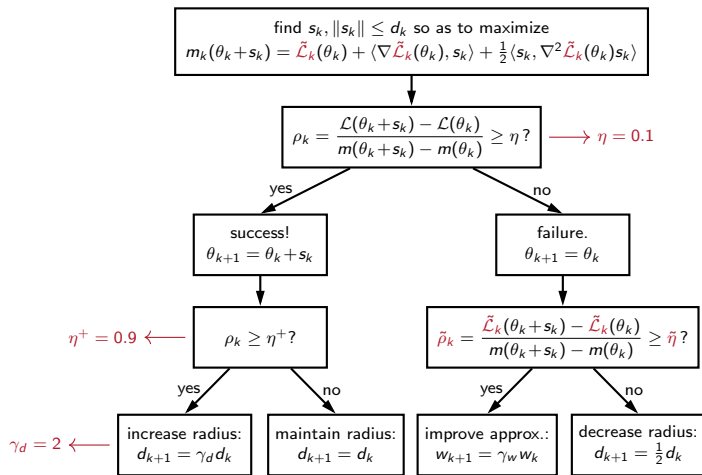 find s_k, ‖s_k‖ ≤ d_k so as to maximize
m_k(θ_k+s_k) = 𝓛̃_k(θ_k) + ⟨∇𝓛̃_k(θ_k), s_k⟩ + ½⟨s_k, ∇²𝓛̃_k(θ_k)s_k⟩
ρ_k = (𝓛(θ_k+s_k) − 𝓛(θ_k)) / (m(θ_k+s_k) − m(θ_k)) ≥ η ?
η = 0.1
yes
no
success!
θ_{k+1} = θ_k+s_k
failure.
θ_{k+1} = θ_k
η⁺ = 0.9
ρ_k ≥ η⁺?
ρ̃_k = (𝓛̃_k(θ_k+s_k) − 𝓛̃_k(θ_k)) / (m(θ_k+s_k) − m(θ_k)) ≥ η̃ ?
yes
no
yes
no
γ_d = 2
increase radius:
d_{k+1} = γ_d d_k
maintain radius:
d_{k+1} = d_k
improve approx.:
w_{k+1} = γ_w w_k
decrease radius:
d_{k+1} = ½d_k